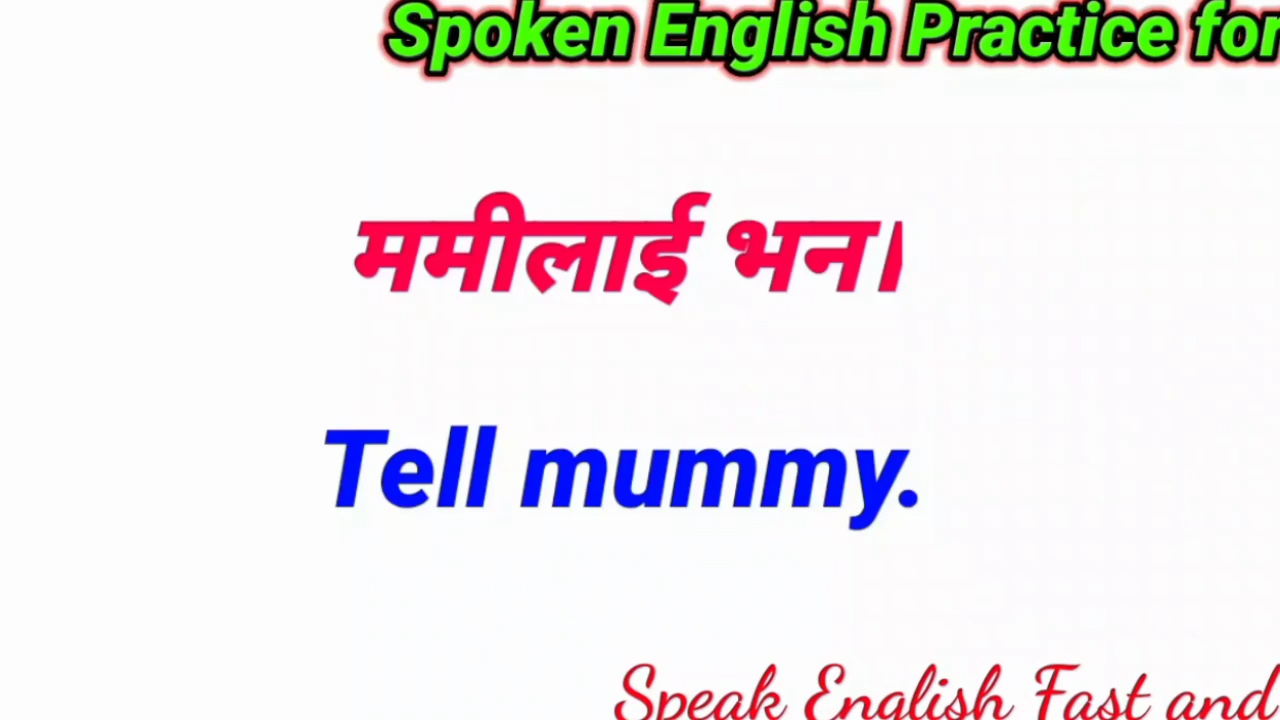 Spoken English Practice for
ममीलाई भन।
Tell mummy.
Speak English Fast and